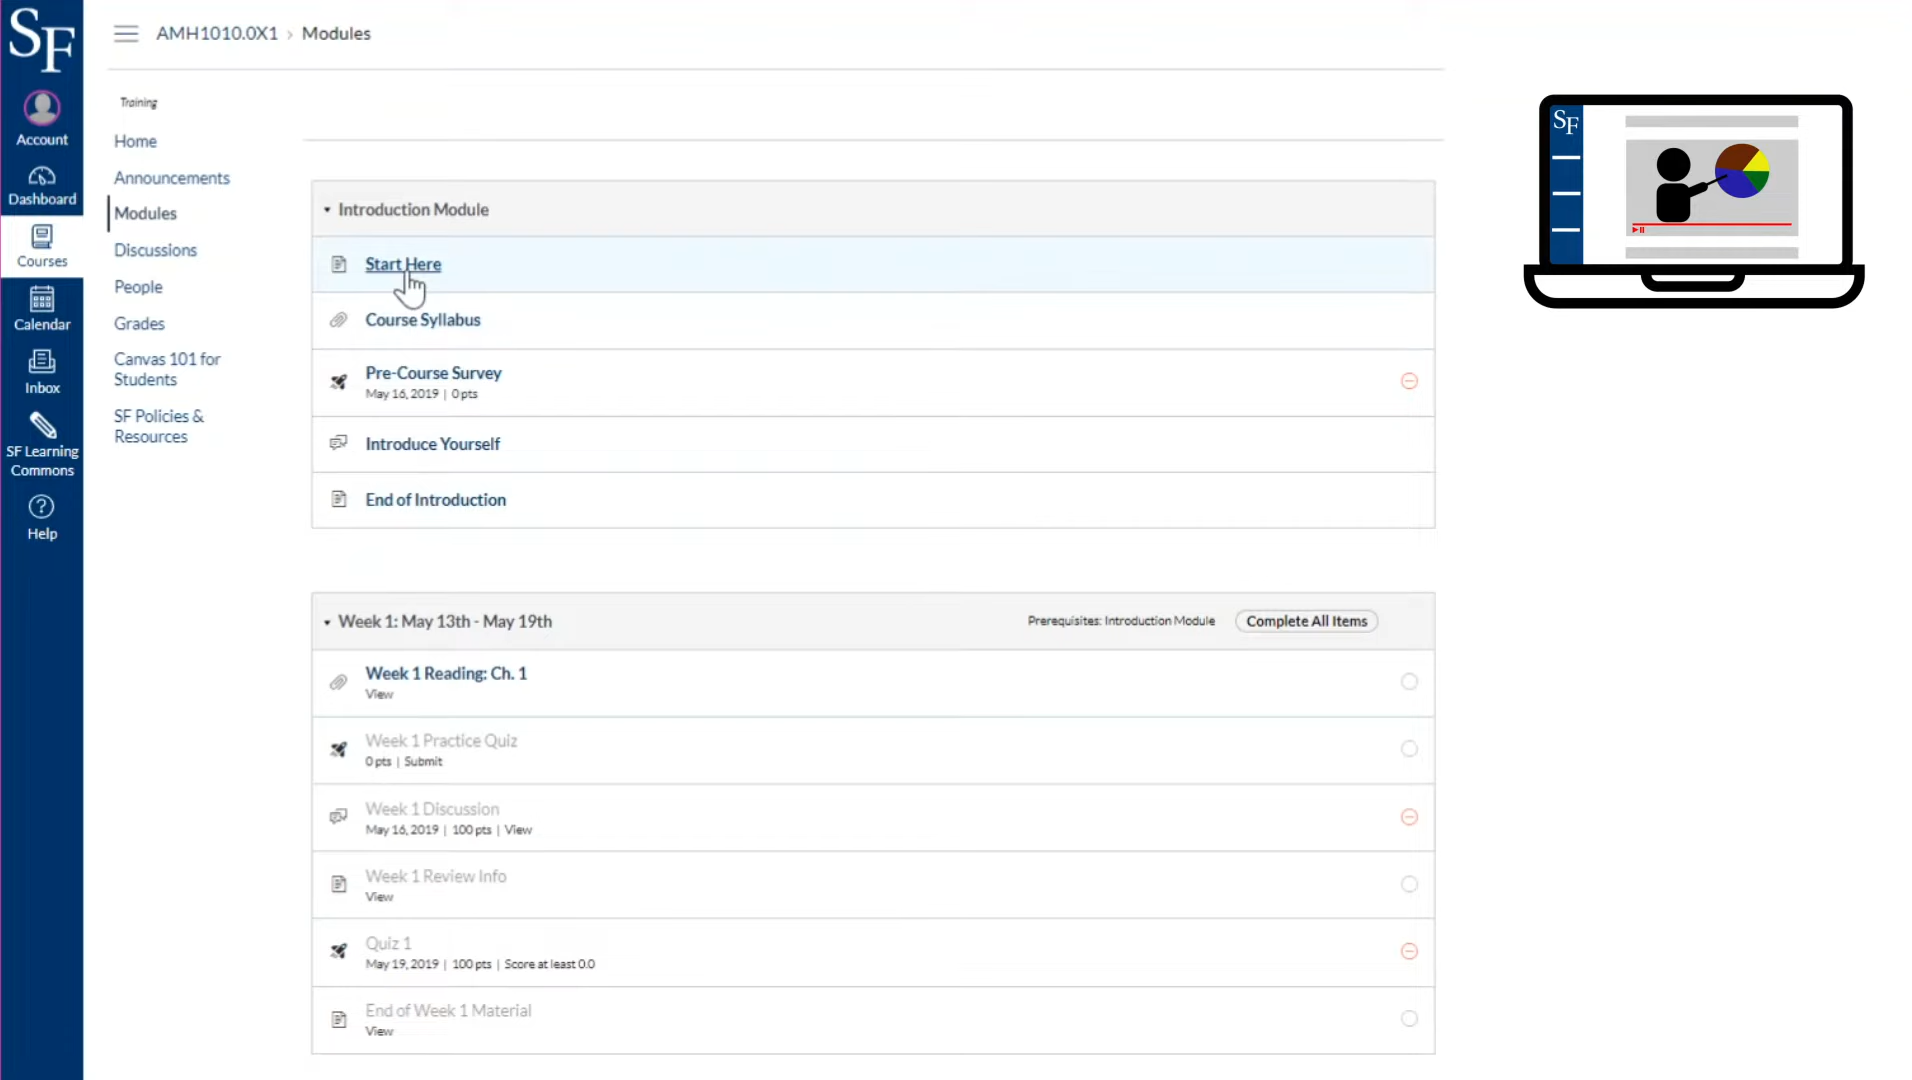 SF
AMH1010.0X1 › Modules
Account
Dashboard
Courses
Calendar
Inbox
SF Learning
Commons
Help
Training
Home
Announcements
Modules
Discussions
People
Grades
Canvas 101 for
Students
SF Policies &
Resources
Introduction Module
Start Here
Course Syllabus
Pre-Course Survey
May 16, 2019 | 0 pts
Introduce Yourself
End of Introduction
Week 1: May 13th - May 19th
Prerequisites: Introduction Module
Complete All Items
Week 1 Reading: Ch. 1
View
Week 1 Practice Quiz
0 pts | Submit
Week 1 Discussion
May 16, 2019 | 100 pts | View
Week 1 Review Info
View
Quiz 1
May 19, 2019 | 100 pts | Score at least 0.0
End of Week 1 Material
View
SF